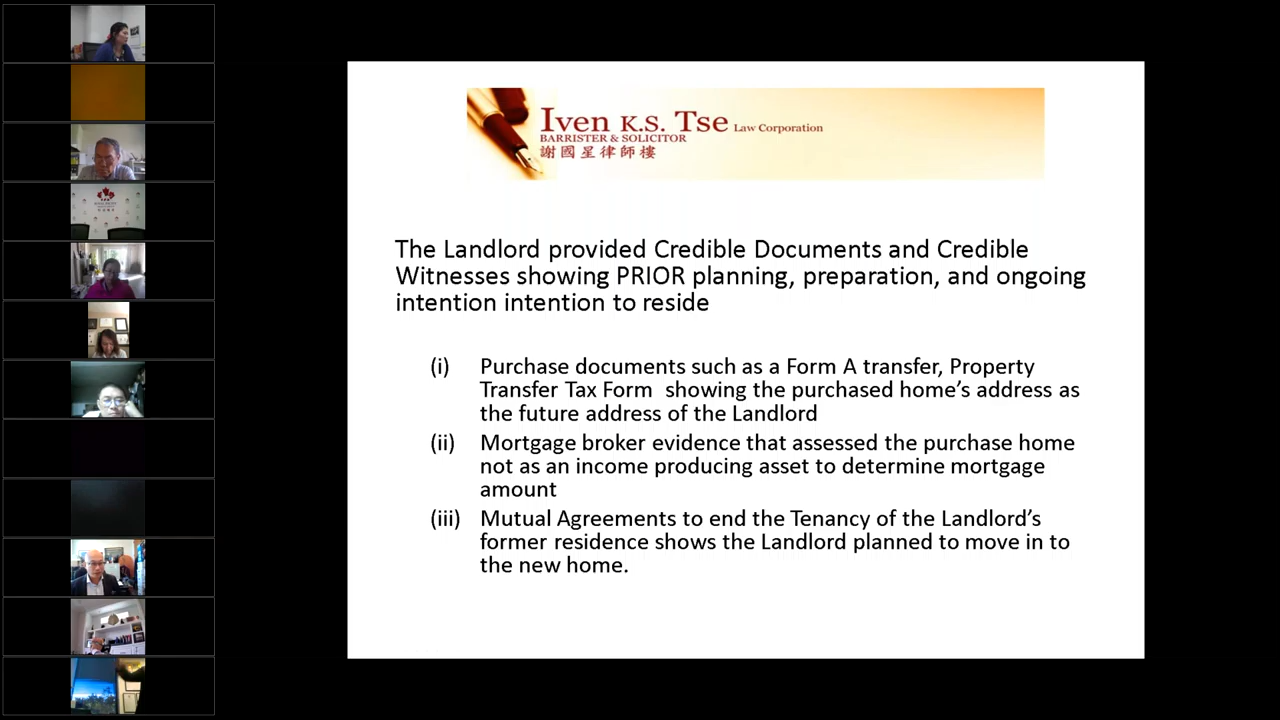 Iven K.S. Tse Law Corporation
BARRISTER & SOLICITOR
謝國星律師樓
The Landlord provided Credible Documents and Credible
Witnesses showing PRIOR planning, preparation, and ongoing
intention intention to reside
(i) Purchase documents such as a Form A transfer, Property
Transfer Tax Form showing the purchased home’s address as
the future address of the Landlord
(ii) Mortgage broker evidence that assessed the purchase home
not as an income producing asset to determine mortgage
amount
(iii) Mutual Agreements to end the Tenancy of the Landlord’s
former residence shows the Landlord planned to move in to
the new home.